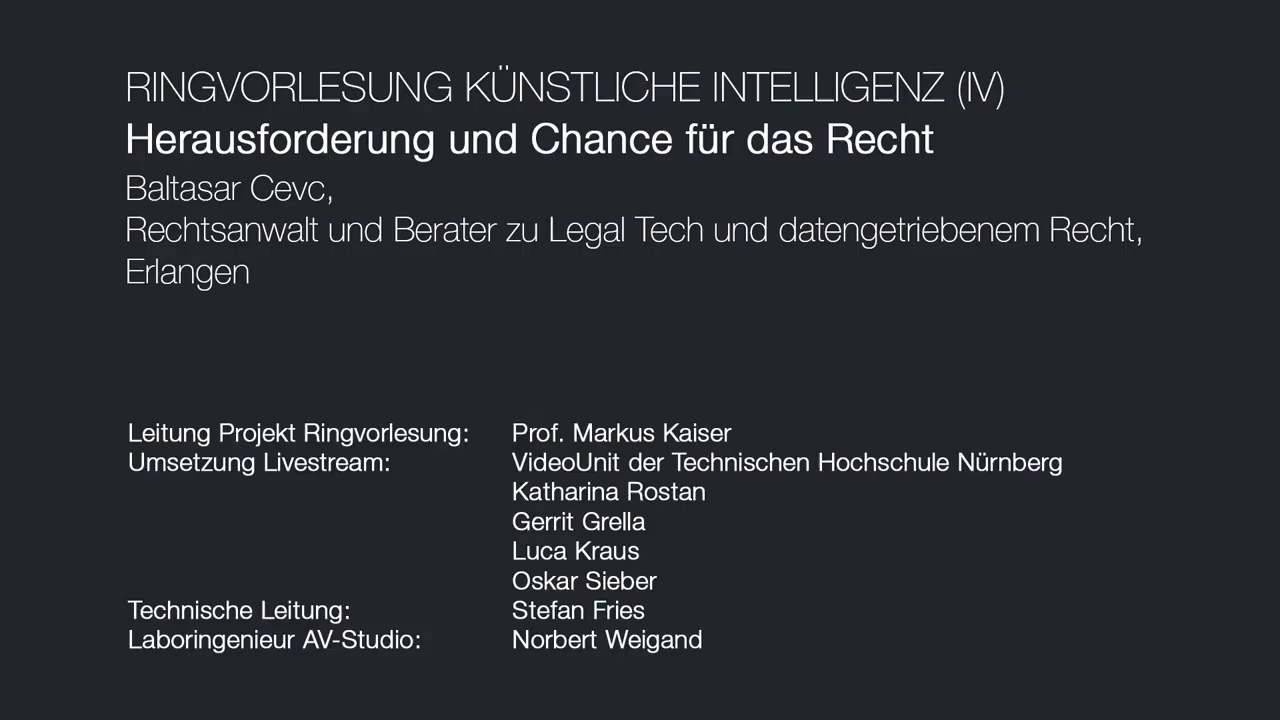 RINGVORLESUNG KÜNSTLICHE INTELLIGENZ (IV)
Herausforderung und Chance für das Recht
Baltasar Cevc,
Rechtsanwalt und Berater zu Legal Tech und datengetriebenem Recht,
Erlangen
Leitung Projekt Ringvorlesung: Prof. Markus Kaiser
Umsetzung Livestream: VideoUnit der Technischen Hochschule Nürnberg
Katharina Rostan
Gerrit Grella
Luca Kraus
Oskar Sieber
Technische Leitung: Stefan Fries
Laboringenieur AV-Studio: Norbert Weigand